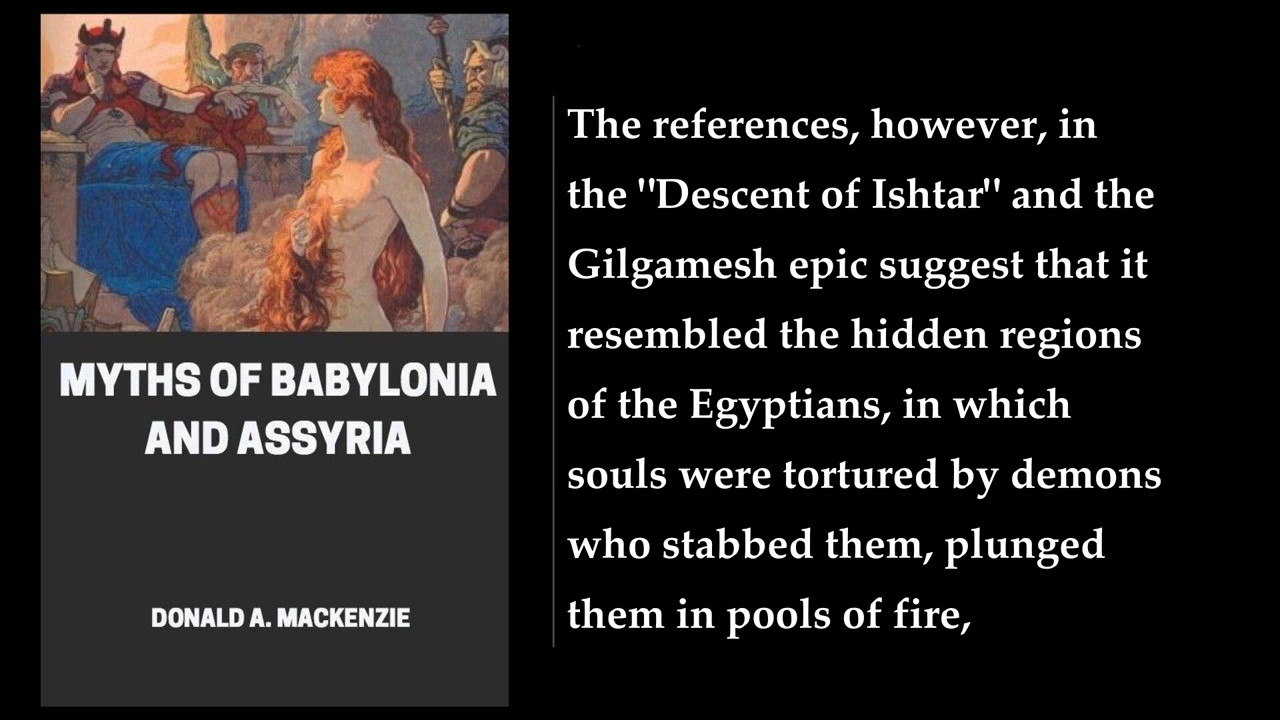 MYTHS OF BABYLONIA
AND ASSYRIA
DONALD A. MACKENZIE
The references, however, in
the "Descent of Ishtar" and the
Gilgamesh epic suggest that it
resembled the hidden regions
of the Egyptians, in which
souls were tortured by demons
who stabbed them, plunged
them in pools of fire,